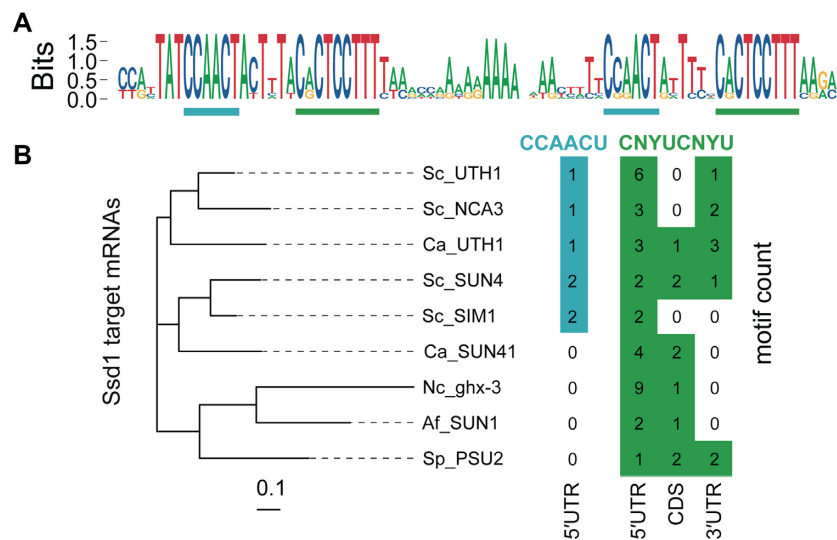 A
Bits
1.5
1.0
0.5
0.0
B
CCAACU CNYUCNYU
Ssd1 target mRNAs
Sc_UTH1 1 6 0 1
Sc_NCA3 1 3 0 2
Ca_UTH1 1 3 1 3
Sc_SUN4 2 2 2 1
Sc_SIM1 2 2 0 0
Ca_SUN41 0 4 2 0
Nc_ghx-3 0 9 1 0
Af_SUN1 0 2 1 0
Sp_PSU2 0 1 2 2
motif count
0.1
5'UTR 5'UTR CDS 3'UTR